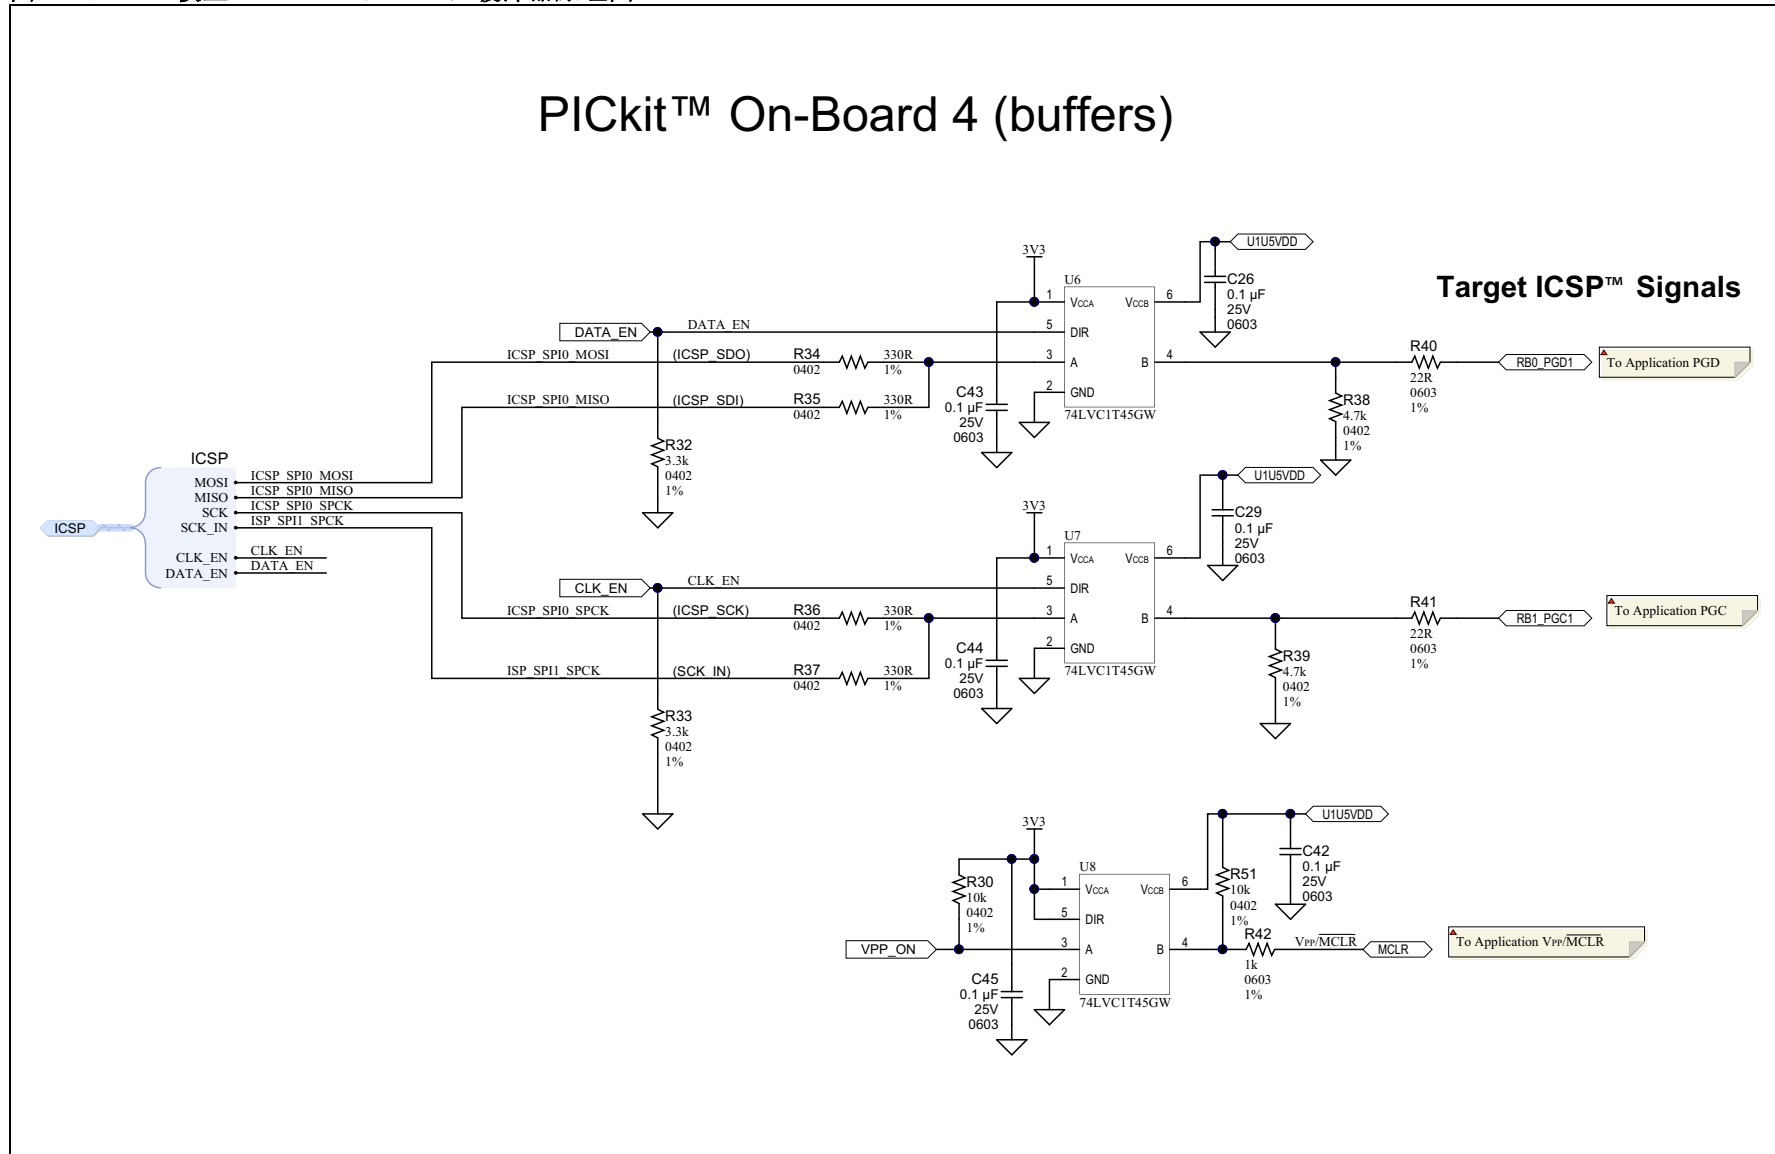 PICkit™ On-Board 4 (buffers)
Target ICSP™ Signals
3V3
U6
VCCA
VCCB
DIR
A
B
GND
1
5
3
2
6
4
74LVC1T45GW
U1U5VDD
C26
0.1 µF
25V
0603
DATA_EN
DATA_EN
ICSP_SPI0_MOSI
(ICSP_SDO)
R34
0402
330R
1%
ICSP_SPI0_MISO
(ICSP_SDI)
R35
0402
330R
1%
C43
0.1 µF
25V
0603
R32
3.3k
0402
1%
R38
4.7k
0402
1%
R40
22R
0603
1%
RB0_PGD1
To Application PGD
ICSP
ICSP
MOSI
MISO
SCK
SCK_IN
CLK_EN
DATA_EN
ICSP_SPI0_MOSI
ICSP_SPI0_MISO
ICSP_SPI0_SPCK
ISP_SPI1_SPCK
CLK_EN
DATA_EN
3V3
U7
VCCA
VCCB
DIR
A
B
GND
1
5
3
2
6
4
74LVC1T45GW
U1U5VDD
C29
0.1 µF
25V
0603
CLK_EN
CLK_EN
ICSP_SPI0_SPCK
(ICSP_SCK)
R36
0402
330R
1%
ISP_SPI1_SPCK
(SCK_IN)
R37
0402
330R
1%
C44
0.1 µF
25V
0603
R33
3.3k
0402
1%
R39
4.7k
0402
1%
R41
22R
0603
1%
RB1_PGC1
To Application PGC
3V3
U8
VCCA
VCCB
DIR
A
B
GND
1
5
3
2
6
4
74LVC1T45GW
U1U5VDD
C42
0.1 µF
25V
0603
R30
10k
0402
1%
R51
10k
0402
1%
VPP_ON
C45
0.1 µF
25V
0603
R42
1k
0603
1%
VPP/MCLR
MCLR
To Application VPP/MCLR